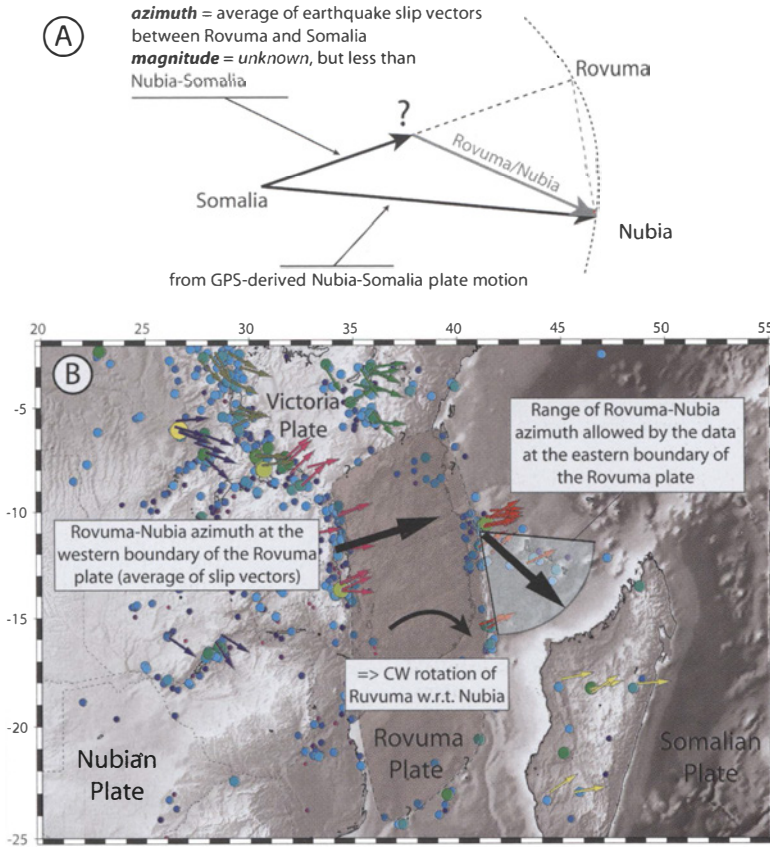 A
azimuth = average of earthquake slip vectors
between Rovuma and Somalia
magnitude = unknown, but less than
Nubia-Somalia
?
Rovuma
Rovuma/Nubia
Somalia
Nubia
from GPS-derived Nubia-Somalia plate motion
20 25 30 35 40 45 50 55
B
-5
-10
-15
-20
-25
Victoria
Plate
?
?
?
Range of Rovuma-Nubia
azimuth allowed by the data
at the eastern boundary of
the Rovuma plate
Rovuma-Nubia azimuth at the
western boundary of the Rovuma
plate (average of slip vectors)
=> CW rotation of
Ruvuma w.r.t. Nubia
Nubian
Plate
Rovuma
Plate
Somalian
Plate
?
?